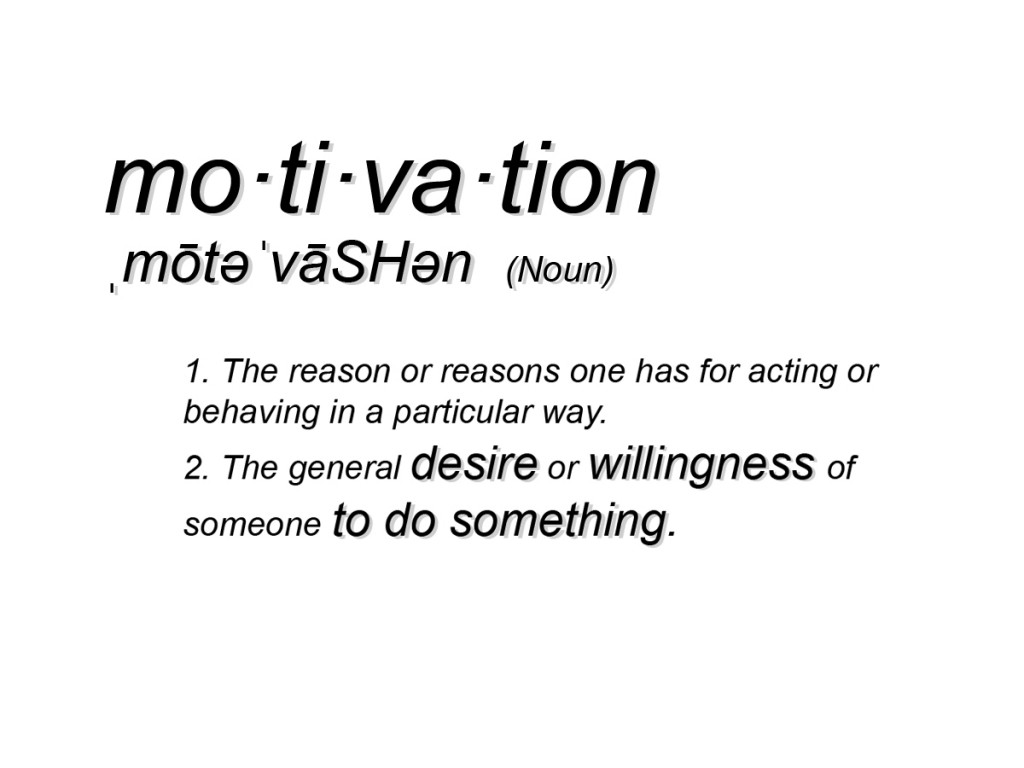 mo·ti·va·tion
ˌmōtəˈvāSHən (Noun)
1. The reason or reasons one has for acting or
behaving in a particular way.
2. The general desire or willingness of
someone to do something.